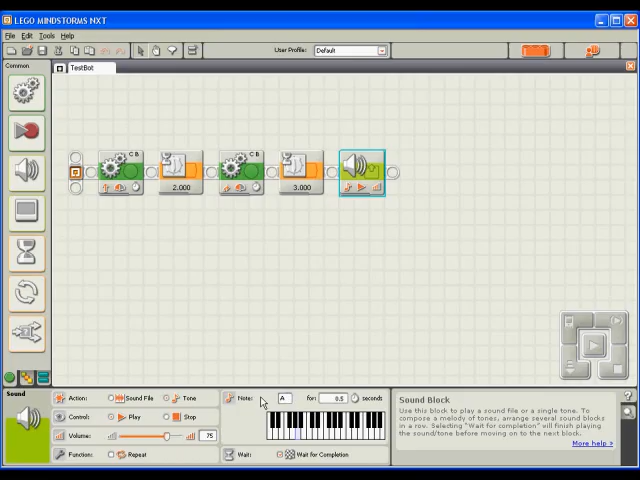 LEGO MINDSTORMS NXT
File Edit Tools Help
User Profile: Default
Common
TestBot
C B
C B
2.000
3.000
Sound
Action: Sound File Tone
Control: Play Stop
Volume: 75
Function: Repeat
Note: A for: 0.5 seconds
Wait: Wait for Completion
Sound Block
Use this block to play a sound file or a single tone. To
compose a melody of tones, arrange several sound blocks
in a row. Selecting "Wait for completion" will finish playing
the sound/tone before moving on to the next block.
More help »